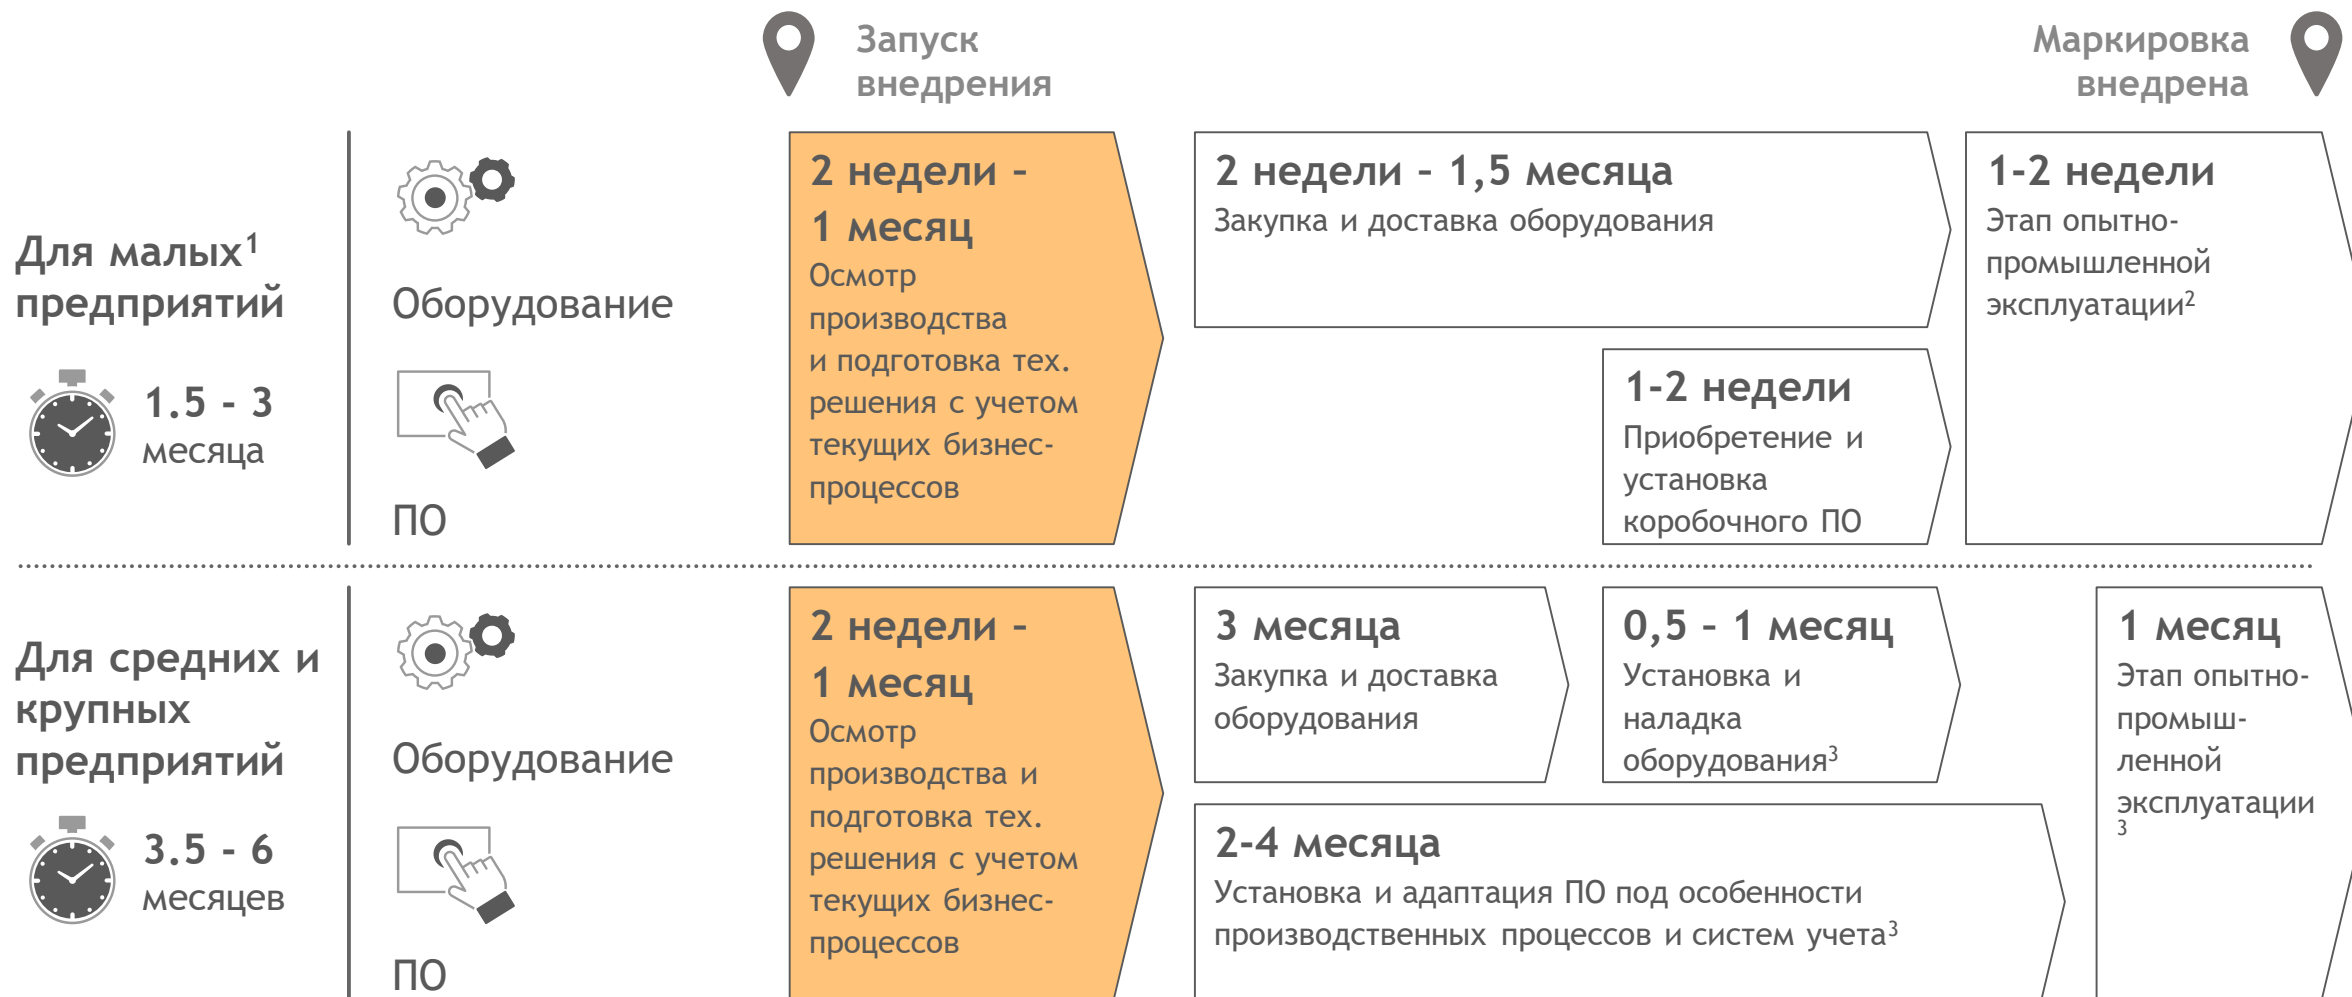 Запуск
внедрения
Маркировка
внедрена
Для малых¹
предприятий
1.5 - 3
месяца
Оборудование
ПО
2 недели –
1 месяц
Осмотр
производства
и подготовка тех.
решения с учетом
текущих бизнес-
процессов
2 недели – 1,5 месяца
Закупка и доставка оборудования
1-2 недели
Приобретение и
установка
коробочного ПО
1-2 недели
Этап опытно-
промышленной
эксплуатации²
Для средних и
крупных
предприятий
3.5 - 6
месяцев
Оборудование
ПО
2 недели –
1 месяц
Осмотр
производства и
подготовка тех.
решения с учетом
текущих бизнес-
процессов
3 месяца
Закупка и доставка
оборудования
0,5 – 1 месяц
Установка и
наладка
оборудования³
2-4 месяца
Установка и адаптация ПО под особенности
производственных процессов и систем учета³
1 месяц
Этап опытно-
промыш-
ленной
эксплуатации
3